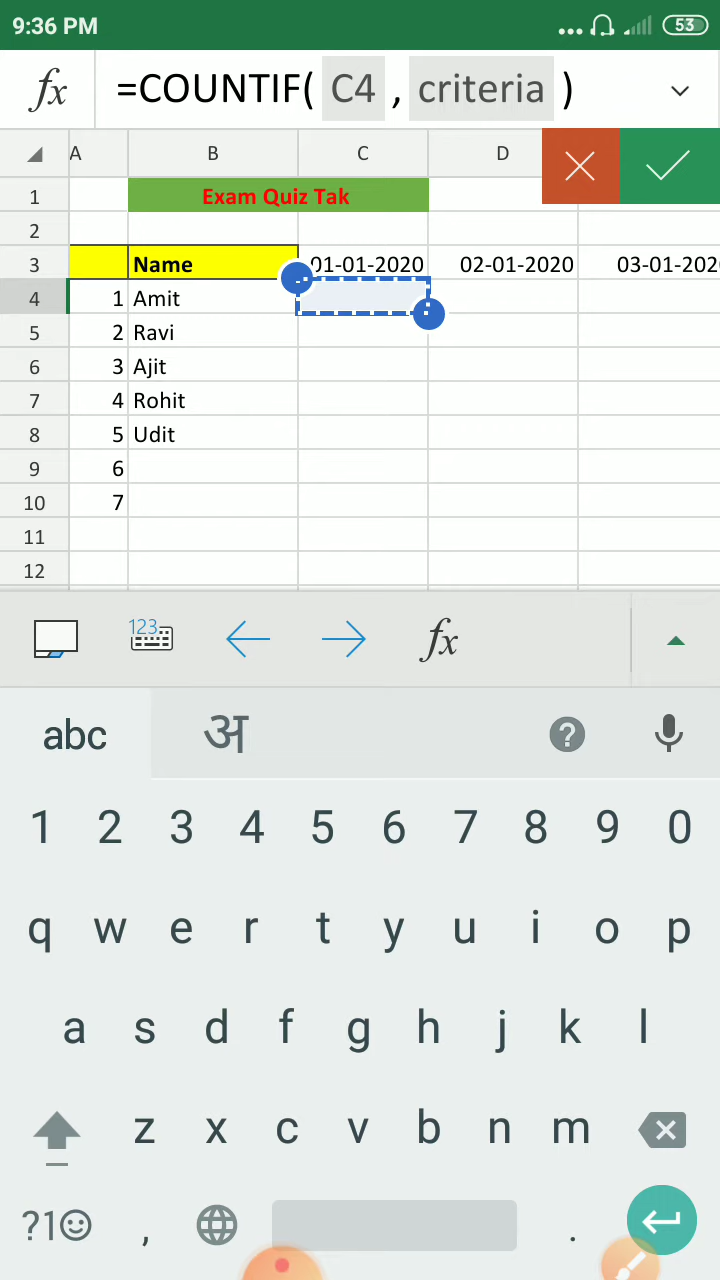 9:36 PM 53
fx =COUNTIF( C4 , criteria )
A B C D
1 Exam Quiz Tak
2
3 Name 01-01-2020 02-01-2020 03-01-202
4 1 Amit
5 2 Ravi
6 3 Ajit
7 4 Rohit
8 5 Udit
9 6
10 7
11
12
123 fx
abc अ ?
1 2 3 4 5 6 7 8 9 0
q w e r t y u i o p
a s d f g h j k l
z x c v b n m
?1☺ , .